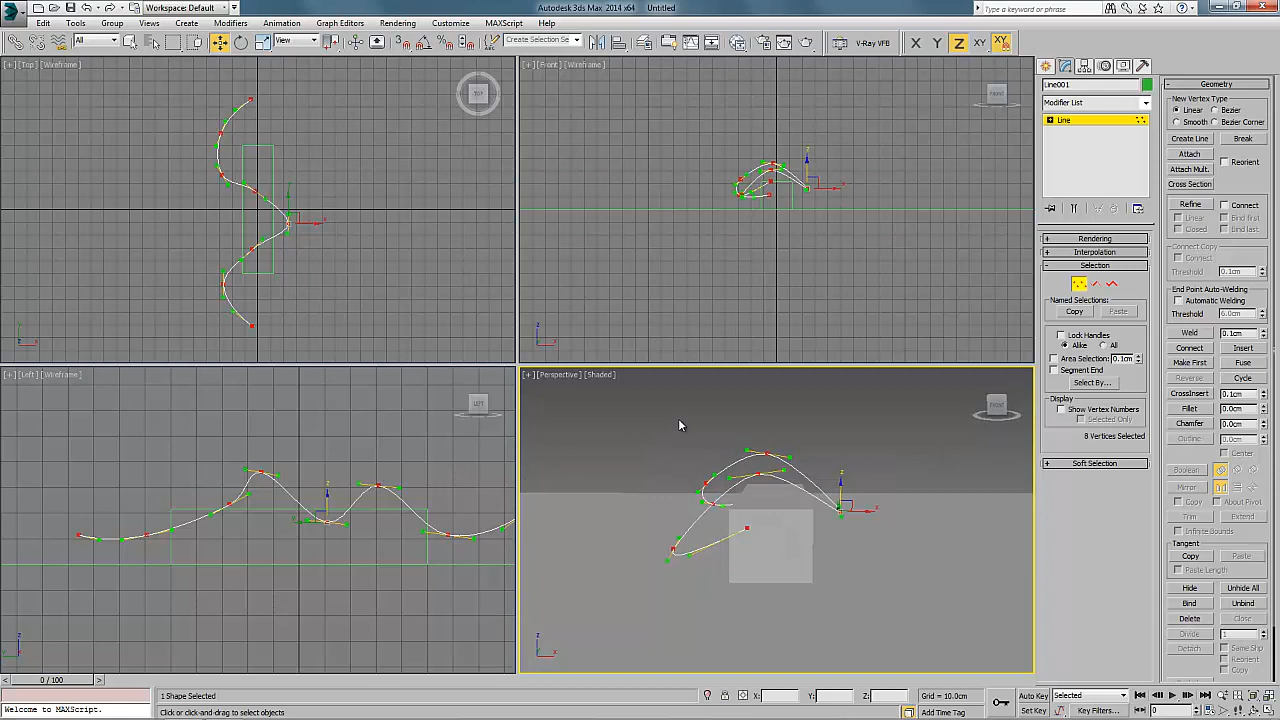 Workspace: Default
Autodesk 3ds Max 2014 x64   Untitled
Type a keyword or phrase
Edit Tools Group Views Create Modifiers Animation Graph Editors Rendering Customize MAXScript Help
All
View
Create Selection Se
V-Ray VFB
X Y Z XY
[+] [Top] [Wireframe]
TOP
[+] [Front] [Wireframe]
FRONT
[+] [Left] [Wireframe]
LEFT
[+] [Perspective] [Shaded]
FRONT
Line001
Modifier List
Line
+ Rendering
+ Interpolation
- Selection
Named Selections:
Copy Paste
Lock Handles
Alike All
Area Selection: 0.1cm
Segment End
Select By...
Display
Show Vertex Numbers
Selected Only
8 Vertices Selected
+ Soft Selection
- Geometry
New Vertex Type
Linear Bezier
Smooth Bezier Corner
Create Line Break
Attach
Reorient
Attach Mult.
Cross Section
Refine Connect
Linear Bind first
Closed Bind last
Connect Copy
Connect
Threshold 0.1cm
End Point Auto-Welding
Automatic Welding
Threshold 6.0cm
Weld 0.1cm
Connect Insert
Make First Fuse
Reverse Cycle
CrossInsert 0.1cm
Fillet 0.0cm
Chamfer 0.0cm
Outline 0.0cm
Center
Boolean
Mirror
Copy About Pivot
Trim Extend
Infinite Bounds
Tangent
Copy Paste
Paste Length
Hide Unhide All
Bind Unbind
Delete Close
Divide 1
Detach Same Shp
Reorient
Copy
0 / 100
1 Shape Selected
X: Y: Z:
Grid = 10.0cm
Auto Key Selected
Welcome to MAXScript.
Click or click-and-drag to select objects
Add Time Tag
Set Key Key Filters...
0